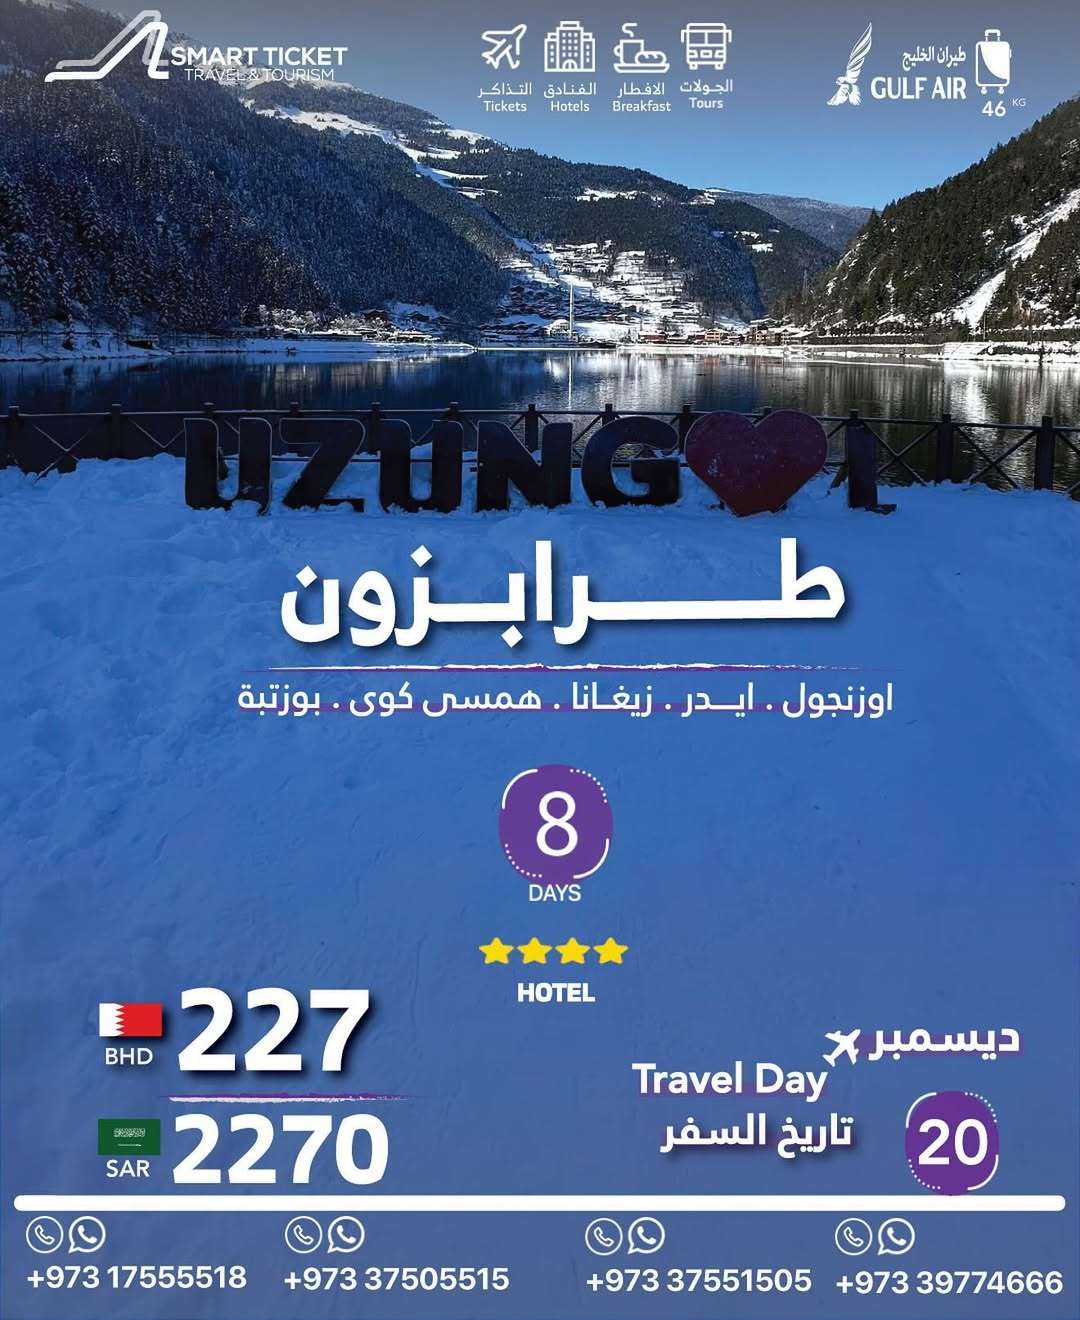 SMART TICKET
TRAVEL & TOURISM
التذاكر
Tickets
الفنادق
Hotels
الافطار
Breakfast
الجولات
Tours
طيران الخليج
GULF AIR
46 KG
UZUNGOL
طرابزون
اوزنجول . ايدر . زيغانا . همسي كوى . بوزتبة
8
DAYS
HOTEL
BHD 227
SAR 2270
ديسمبر
Travel Day
تاريخ السفر
20
+973 17555518
+973 37505515
+973 37551505
+973 39774666